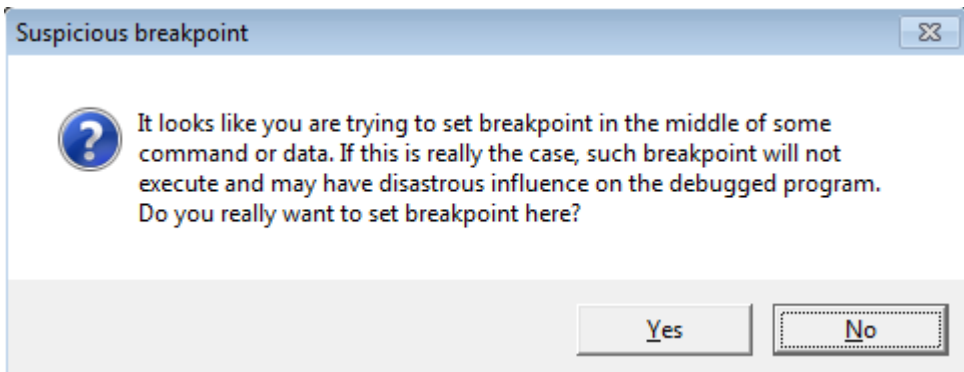 Suspicious breakpoint
It looks like you are trying to set breakpoint in the middle of some
command or data. If this is really the case, such breakpoint will not
execute and may have disastrous influence on the debugged program.
Do you really want to set breakpoint here?
Yes
No